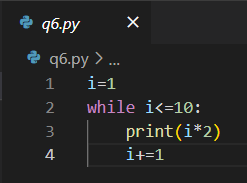 q6.py ×
q6.py > ...
1 i=1
2 while i<=10:
3     print(i*2)
4     i+=1